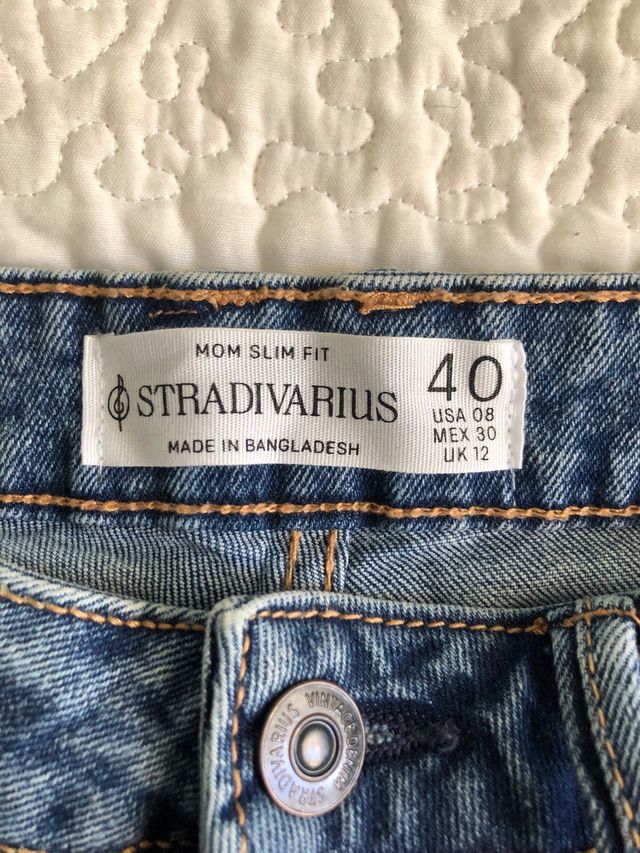 MOM SLIM FIT
STRADIVARIUS
MADE IN BANGLADESH
40
USA 08
MEX 30
UK 12
STRADIVARIUS VINTAGE DENIM